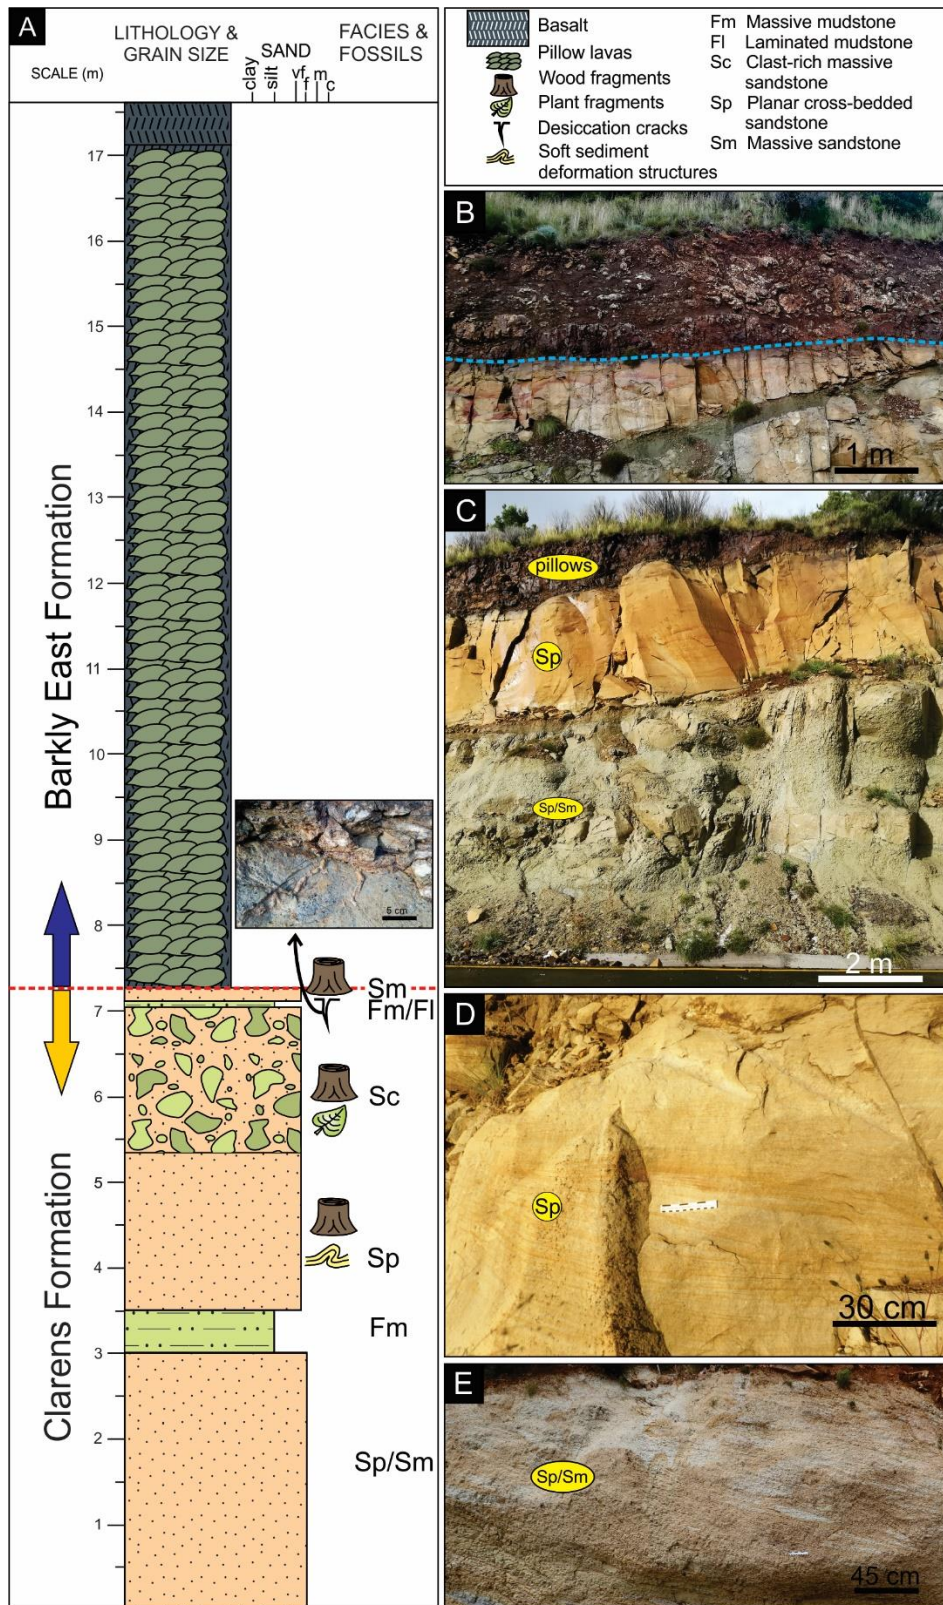 A
LITHOLOGY &
GRAIN SIZE
FACIES &
FOSSILS
SAND
SCALE (m)
clay
silt
vf
f
m
c
17
16
15
14
13
12
11
10
9
8
7
6
5
4
3
2
1
Barkly East Formation
Clarens Formation
5 cm
Sm
Fm/Fl
Sc
Sp
Fm
Sp/Sm
Basalt
Pillow lavas
Wood fragments
Plant fragments
Desiccation cracks
Soft sediment
deformation structures
Fm Massive mudstone
Fl Laminated mudstone
Sc Clast-rich massive
sandstone
Sp Planar cross-bedded
sandstone
Sm Massive sandstone
B
1 m
C
pillows
Sp
Sp/Sm
2 m
D
Sp
30 cm
E
Sp/Sm
45 cm